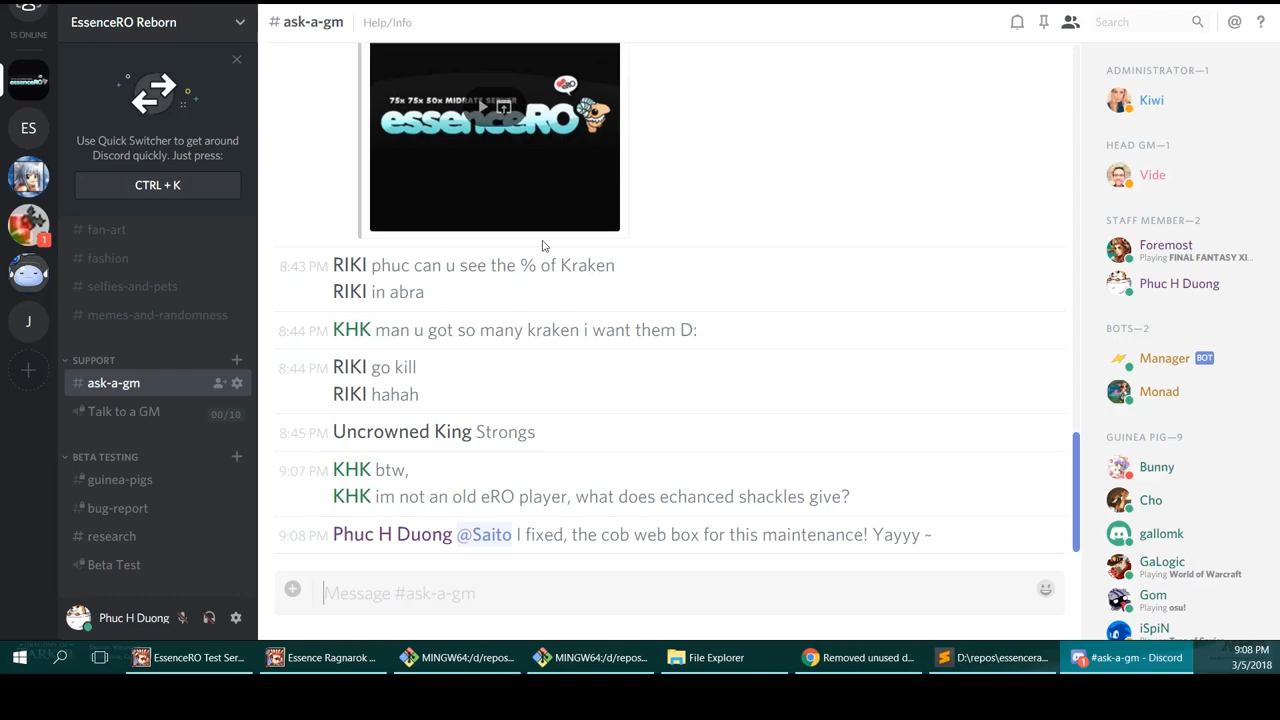 15 ONLINE
ES
1
J
EssenceRO Reborn
Use Quick Switcher to get around
Discord quickly. Just press:
CTRL + K
# fan-art
# fashion
# selfies-and-pets
# memes-and-randomness
SUPPORT
# ask-a-gm
Talk to a GM 00/10
BETA TESTING
# guinea-pigs
bug-report
# research
Beta Test
Phuc H Duong
# ask-a-gm Help/Info
Search
75x 75x 50x MIDRATE SERVER
essenceRO
8:43 PM RIKI phuc can u see the % of Kraken
RIKI in abra
8:44 PM KHK man u got so many kraken i want them D:
8:44 PM RIKI go kill
RIKI hahah
8:45 PM Uncrowned King Strongs
9:07 PM KHK btw,
KHK im not an old eRO player, what does echanced shackles give?
9:08 PM Phuc H Duong @Saito I fixed, the cob web box for this maintenance! Yayyy ~
Message #ask-a-gm
ADMINISTRATOR—1
Kiwi
HEAD GM—1
Vide
STAFF MEMBER—2
Foremost
Playing FINAL FANTASY XI...
Phuc H Duong
BOTS—2
Manager BOT
Monad
GUINEA PIG—9
Bunny
Cho
gallomk
GaLogic
Playing World of Warcraft
Gom
Playing osu!
iSpiN
EssenceRO Test Ser...
Essence Ragnarok ...
MINGW64:/d/repos...
MINGW64:/d/repos...
File Explorer
Removed unused d...
D:\repos\essencera...
#ask-a-gm - Discord
9:08 PM
3/5/2018